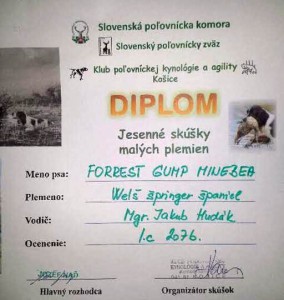 Slovenská poľovnícka komora
Slovenský poľovnícky zväz
Klub poľovníckej kynológie a agility
Košice
DIPLOM
Jesenné skúšky
malých plemien
Meno psa: FORREST GUMP MINEBEA
Plemeno: Welš špringer španiel
Vodič: Mgr. Jakub Hudák
Ocenenie: I.c 207b.
Hlavný rozhodca Organizátor skúšok